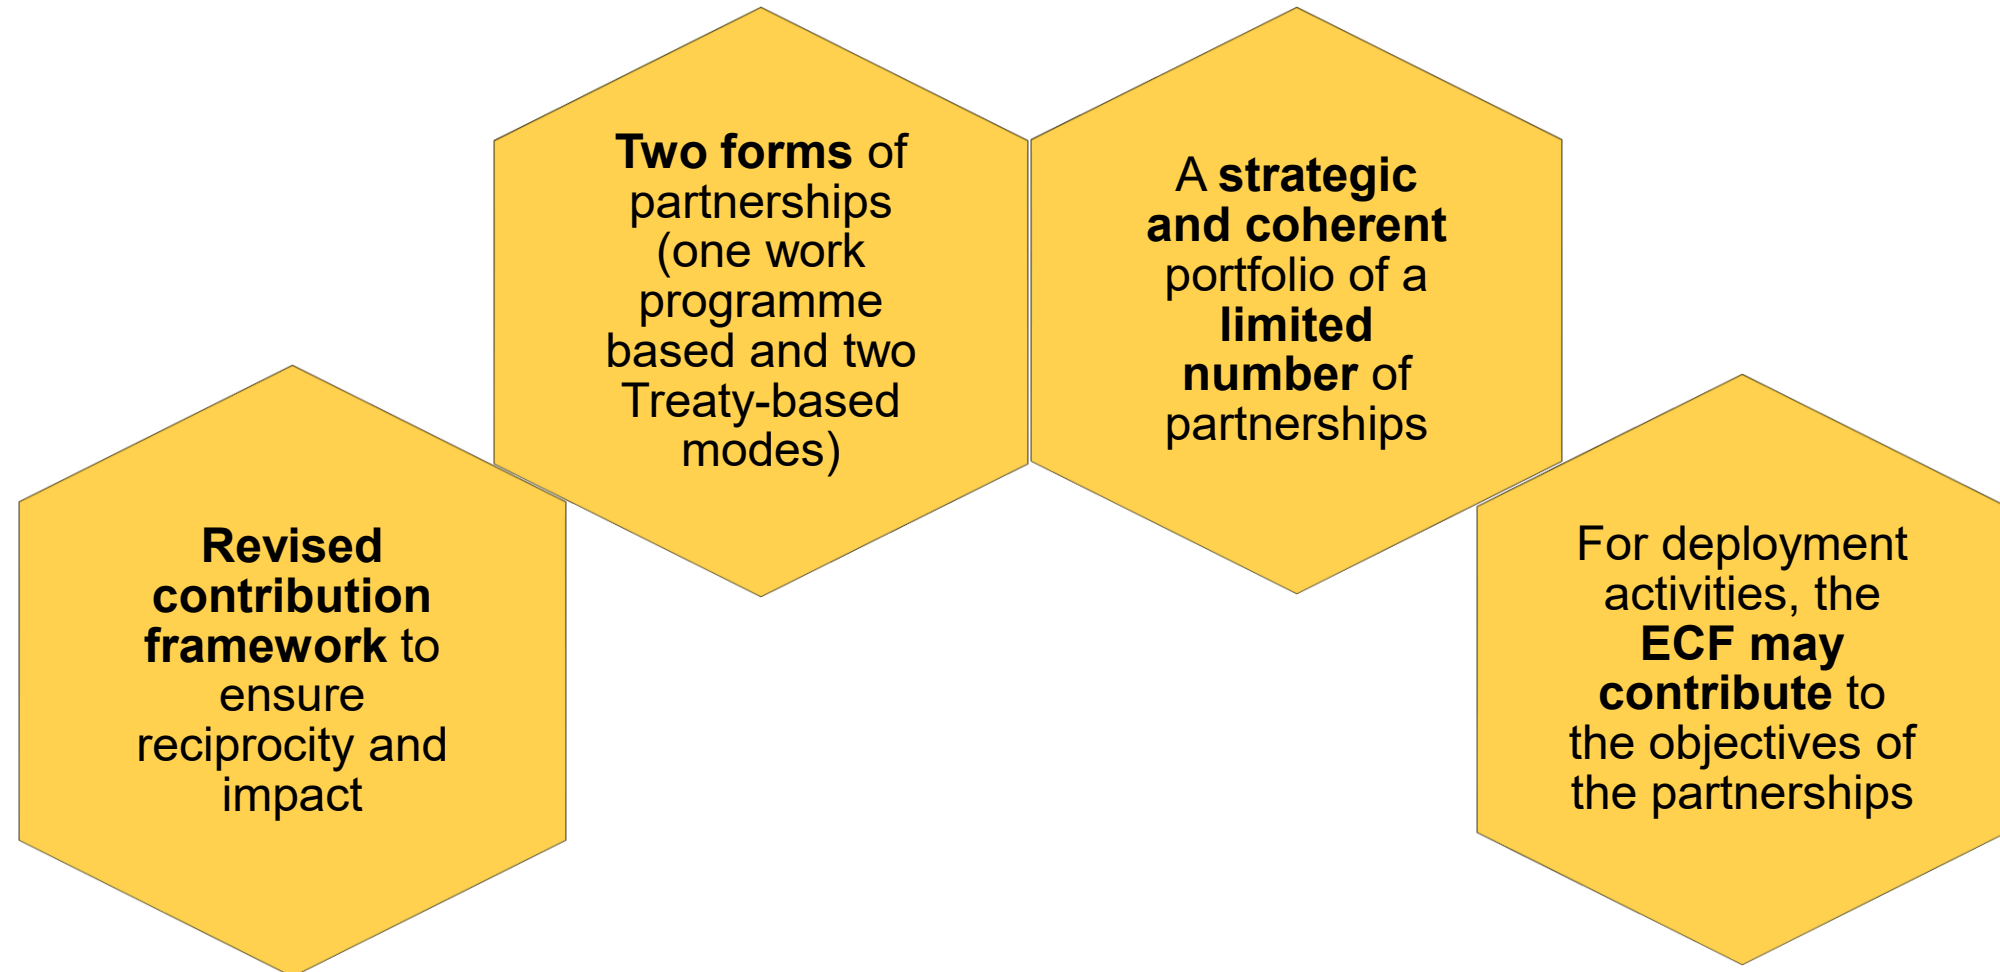 Revised
contribution
framework to
ensure
reciprocity and
impact
Two forms of
partnerships
(one work
programme
based and two
Treaty-based
modes)
A strategic
and coherent
portfolio of a
limited
number of
partnerships
For deployment
activities, the
ECF may
contribute to
the objectives of
the partnerships